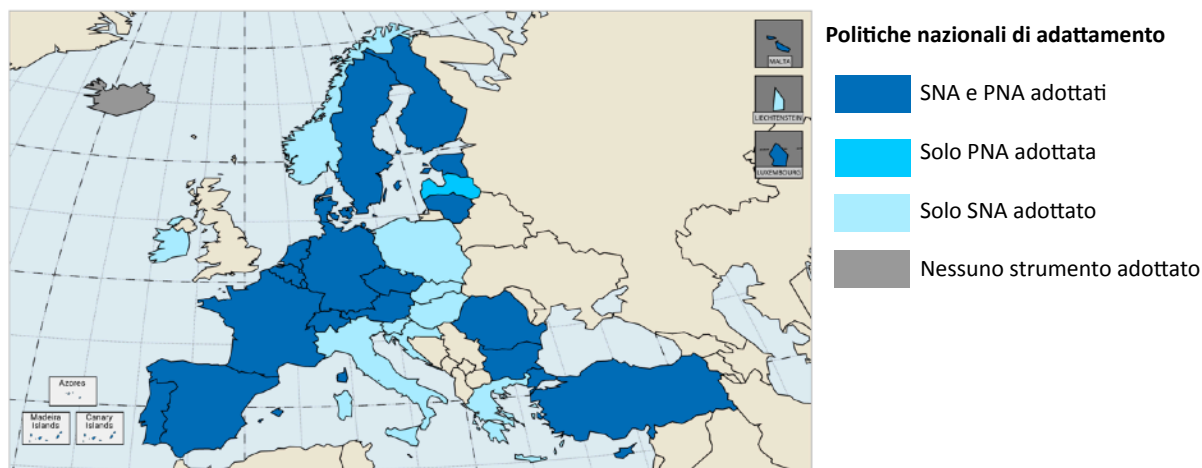 Politiche nazionali di adattamento
SNA e PNA adottati
Solo PNA adottata
Solo SNA adottato
Nessuno strumento adottato
MALTA
LIECHTENSTEIN
LUXEMBOURG
Azores
Madeira
Islands
Canary
Islands